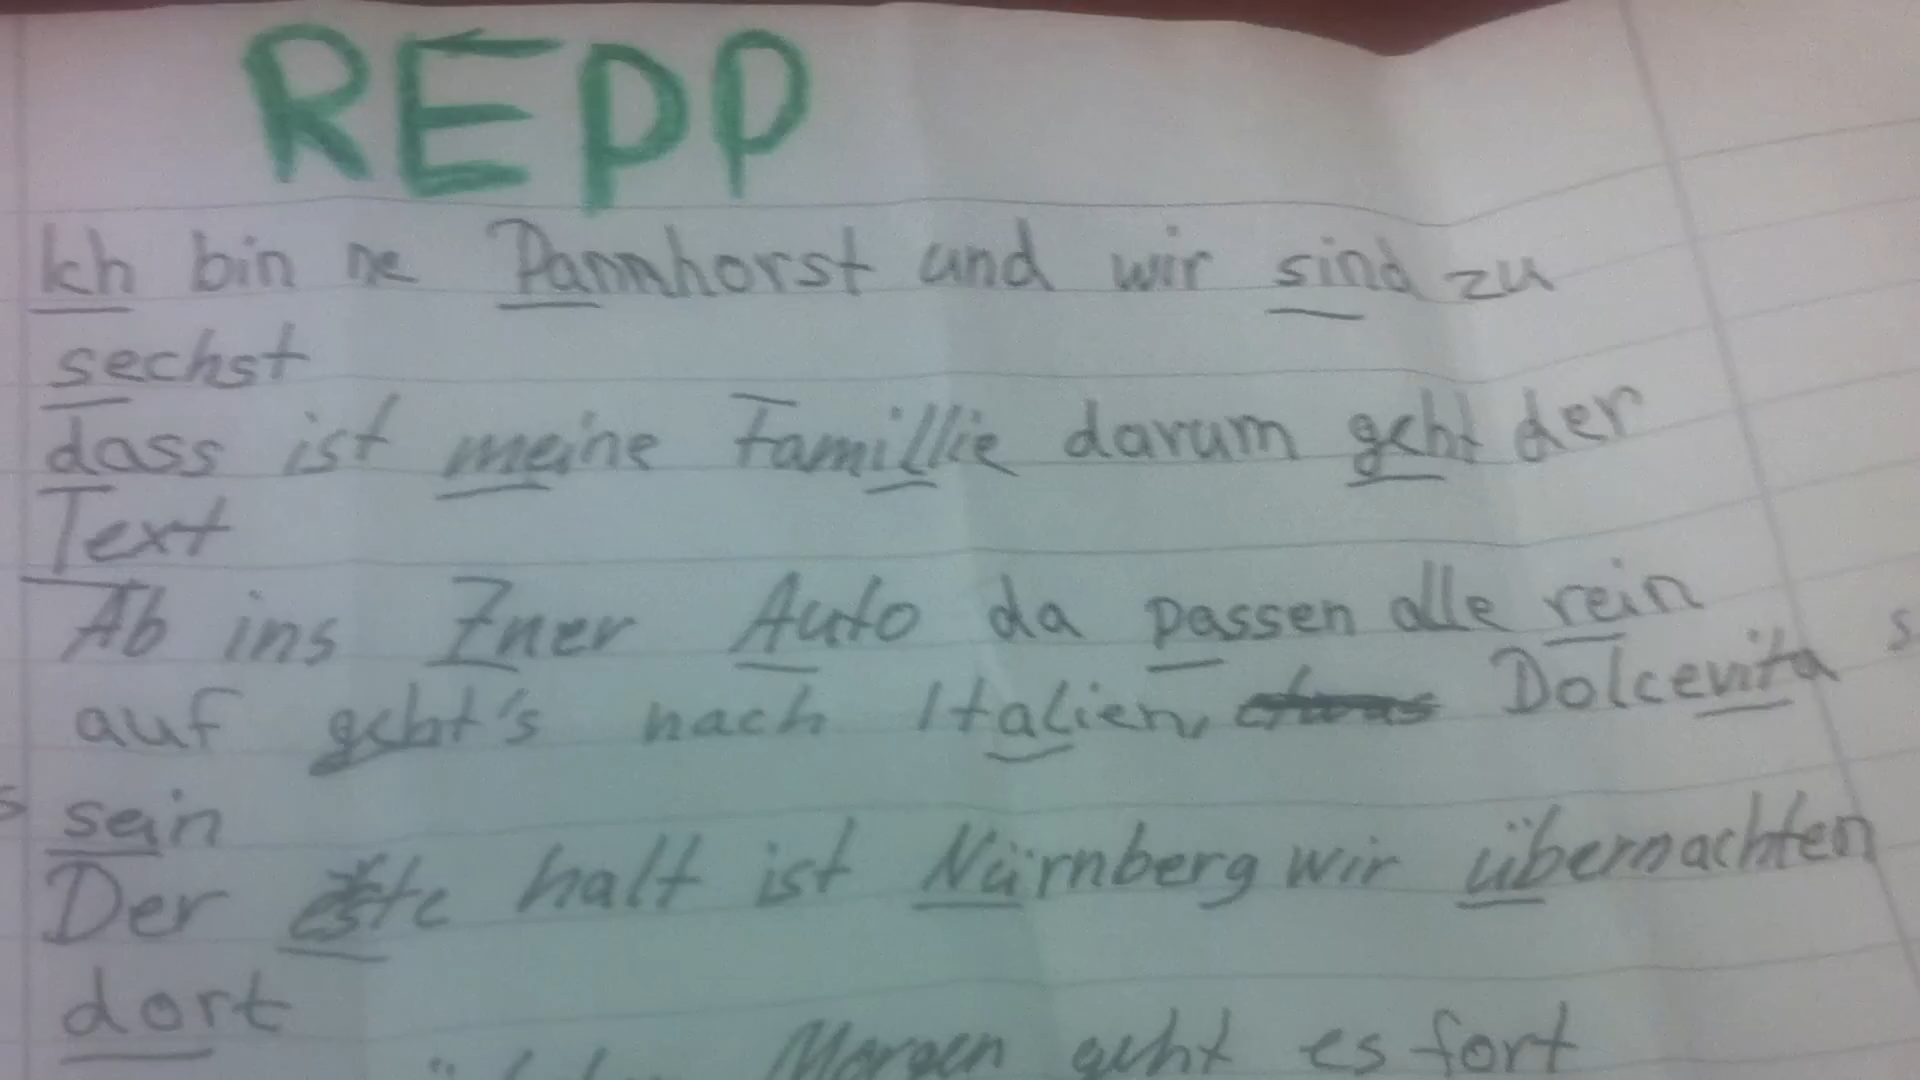 REPP
Ich bin ne Pannhorst und wir sind zu
sechst
dass ist meine Famillie darum geht der
Text
Ab ins 7ner Auto da passen alle rein
auf geht's nach Italien, Dolcevita
sein
Der erste halt ist Nürnberg wir übernachten
dort
Morgen geht es fort